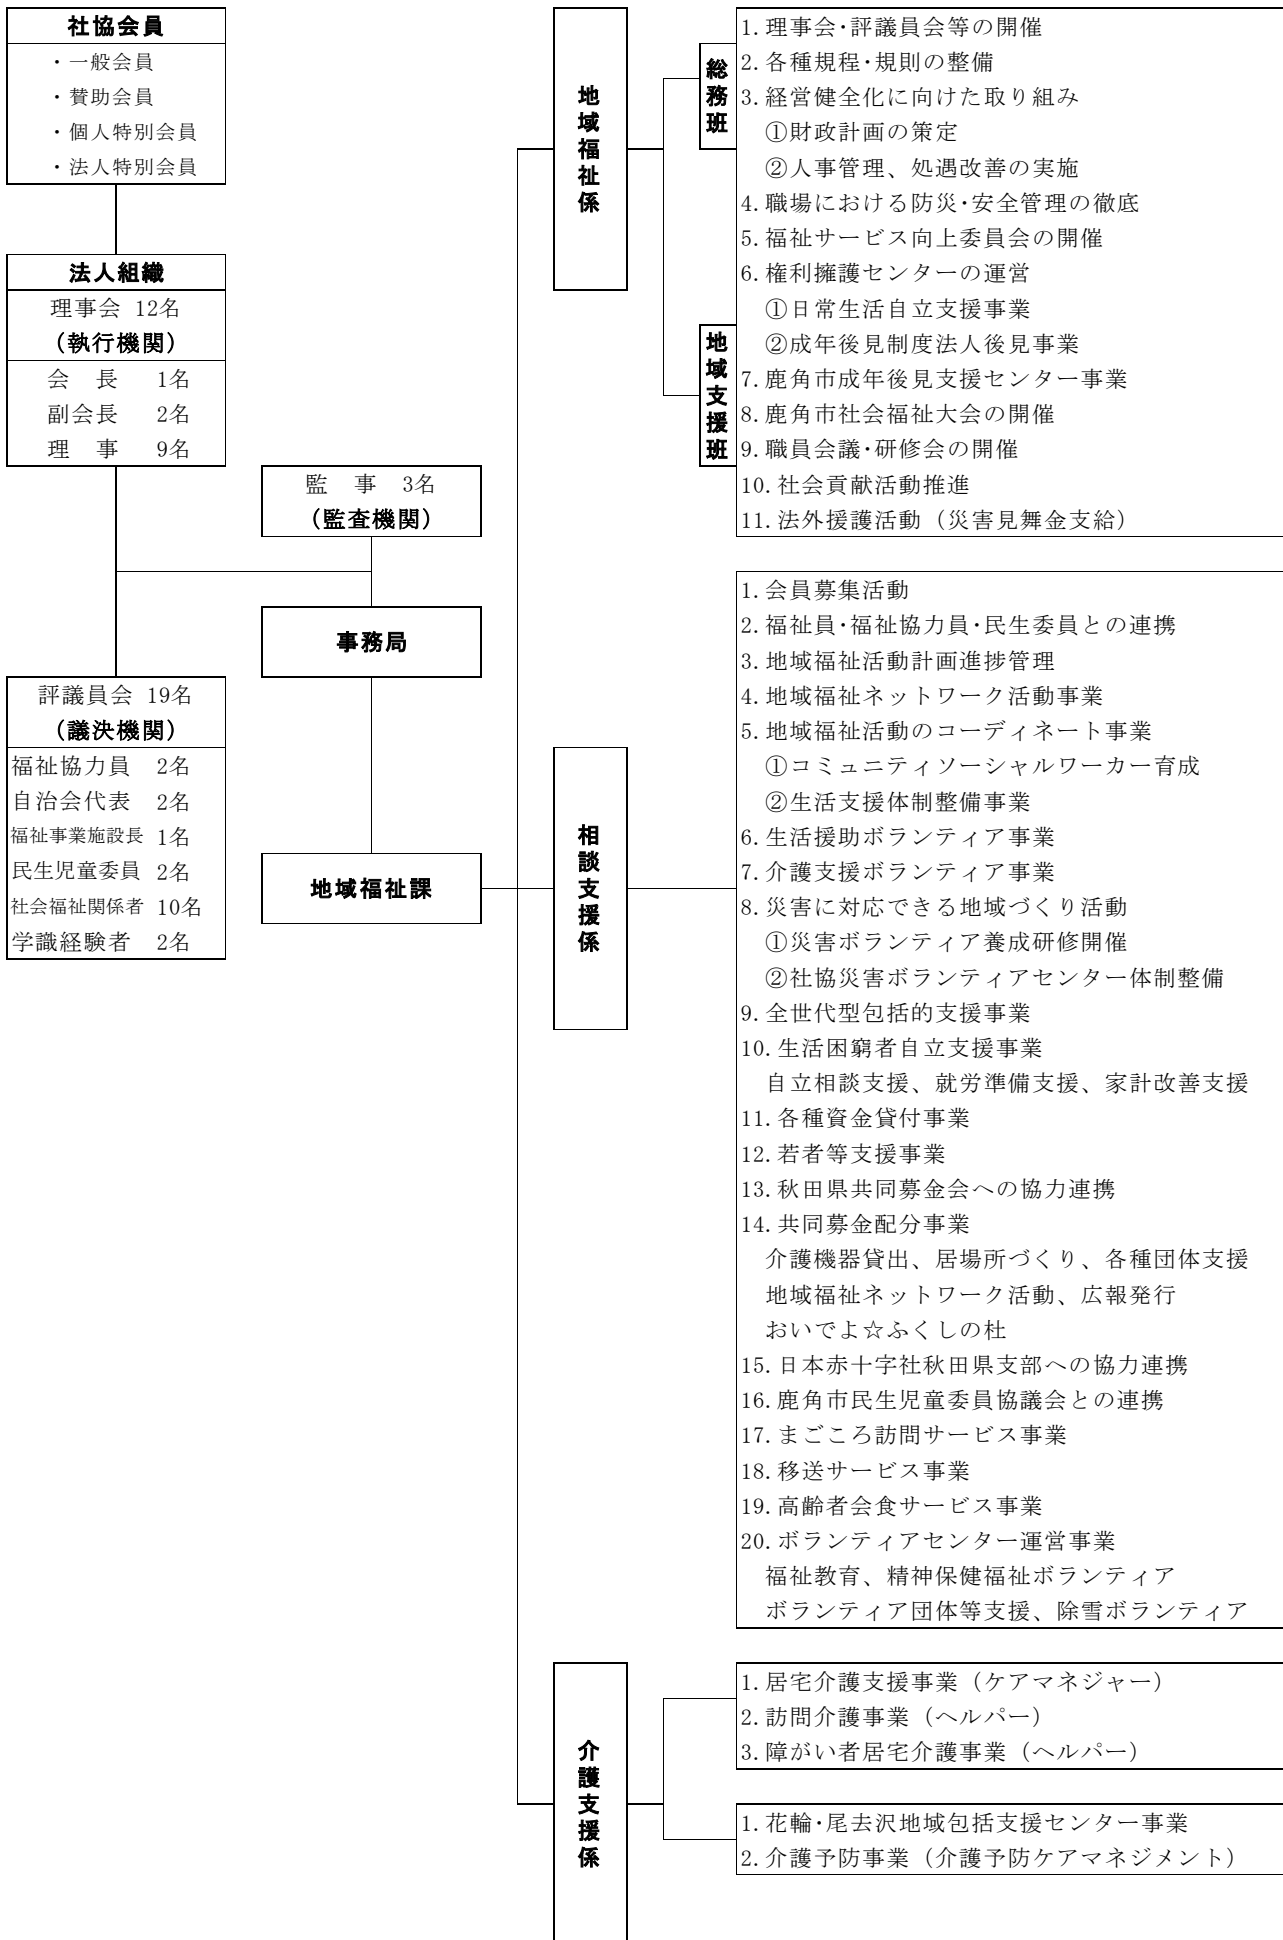 社協会員
・一般会員
・賛助会員
・個人特別会員
・法人特別会員
法人組織
理事会 12名
(執行機関)
会　長　1名
副会長　2名
理　事　9名
監　事　3名
(監査機関)
事務局
評議員会 19名
(議決機関)
福祉協力員　2名
自治会代表　2名
福祉事業施設長 1名
民生児童委員 2名
社会福祉関係者 10名
学識経験者　2名
地域福祉課
地域福祉係
総務班
地域支援班
1.理事会･評議員会等の開催
2.各種規程･規則の整備
3.経営健全化に向けた取り組み
①財政計画の策定
②人事管理、処遇改善の実施
4.職場における防災･安全管理の徹底
5.福祉サービス向上委員会の開催
6.権利擁護センターの運営
①日常生活自立支援事業
②成年後見制度法人後見事業
7.鹿角市成年後見支援センター事業
8.鹿角市社会福祉大会の開催
9.職員会議･研修会の開催
10.社会貢献活動推進
11.法外援護活動（災害見舞金支給）
相談支援係
1.会員募集活動
2.福祉員･福祉協力員･民生委員との連携
3.地域福祉活動計画進捗管理
4.地域福祉ネットワーク活動事業
5.地域福祉活動のコーディネート事業
①コミュニティソーシャルワーカー育成
②生活支援体制整備事業
6.生活援助ボランティア事業
7.介護支援ボランティア事業
8.災害に対応できる地域づくり活動
①災害ボランティア養成研修開催
②社協災害ボランティアセンター体制整備
9.全世代型包括的支援事業
10.生活困窮者自立支援事業
自立相談支援、就労準備支援、家計改善支援
11.各種資金貸付事業
12.若者等支援事業
13.秋田県共同募金会への協力連携
14.共同募金配分事業
介護機器貸出、居場所づくり、各種団体支援
地域福祉ネットワーク活動、広報発行
おいでよ☆ふくしの杜
15.日本赤十字社秋田県支部への協力連携
16.鹿角市民生児童委員協議会との連携
17.まごころ訪問サービス事業
18.移送サービス事業
19.高齢者会食サービス事業
20.ボランティアセンター運営事業
福祉教育、精神保健福祉ボランティア
ボランティア団体等支援、除雪ボランティア
介護支援係
1.居宅介護支援事業（ケアマネジャー）
2.訪問介護事業（ヘルパー）
3.障がい者居宅介護事業（ヘルパー）
1.花輪･尾去沢地域包括支援センター事業
2.介護予防事業（介護予防ケアマネジメント）